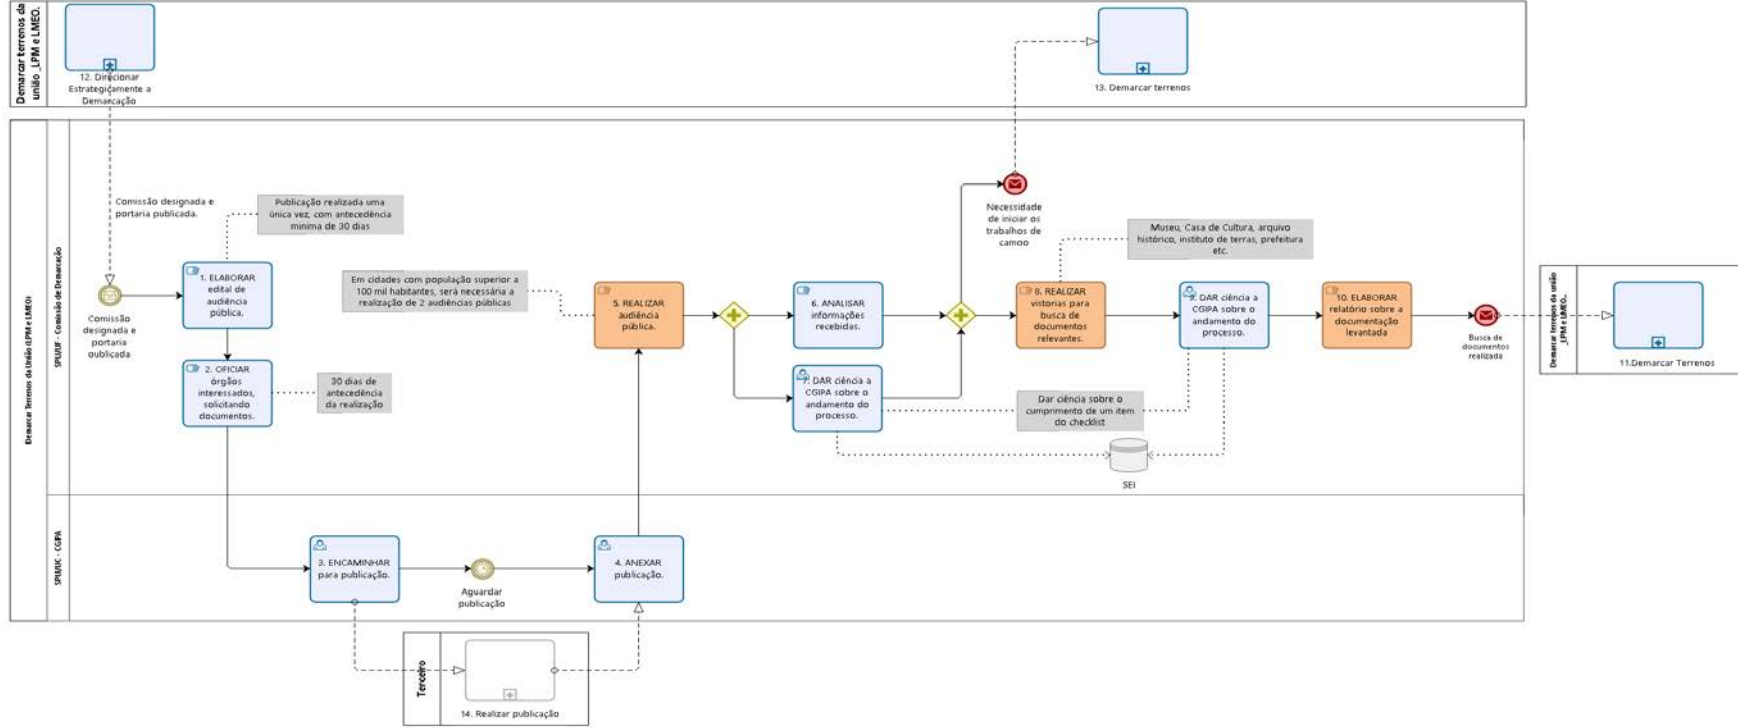 Demarcar terrenos da
união _LPM e LMEO.
12. Direcionar
Estrategicamente a
Demarcação
13. Demarcar terrenos
Demarcar Terrenos da União (LPM e LMEO)
SPU/UF - Comissão de Demarcação
Comissão designada e
portaria publicada.
Publicação realizada uma
única vez, com antecedência
mínima de 30 dias
Comissão
designada e
portaria
publicada
1. ELABORAR
edital de
audiência
pública.
2. OFICIAR
órgãos
interessados,
solicitando
documentos.
30 dias de
antecedência
da realização
Em cidades com população superior a
100 mil habitantes, será necessária a
realização de 2 audiências públicas
5. REALIZAR
audiência
pública.
6. ANALISAR
informações
recebidas.
7. DAR ciência a
CGIPA sobre o
andamento do
processo.
Necessidade
de iniciar os
trabalhos de
campo
Museu, Casa de Cultura, arquivo
histórico, instituto de terras, prefeitura
etc.
8. REALIZAR
vistorias para
busca de
documentos
relevantes.
9. DAR ciência a
CGIPA sobre o
andamento do
processo.
10. ELABORAR
relatório sobre a
documentação
levantada
Busca de
documentos
realizada
Dar ciência sobre o
cumprimento de um item
do checklist
SEI
Demarcar terrenos da união
_LPM e LMEO.
11.Demarcar Terrenos
SPU/UC - CGIPA
3. ENCAMINHAR
para publicação.
Aguardar
publicação
4. ANEXAR
publicação.
Terceiro
14. Realizar publicação